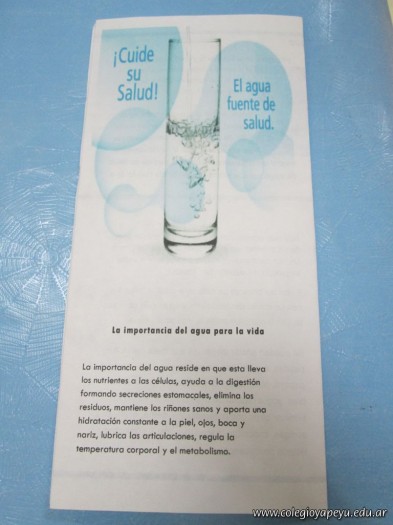 ¡Cuide
su
Salud!
El agua
fuente de
salud.
La importancia del agua para la vida
La importancia del agua reside en que esta lleva
los nutrientes a las células, ayuda a la digestión
formando secreciones estomacales, elimina los
residuos, mantiene los riñones sanos y aporta una
hidratación constante a la piel, ojos, boca y
nariz, lubrica las articulaciones, regula la
temperatura corporal y el metabolismo.
www.colegioyapeyu.edu.ar